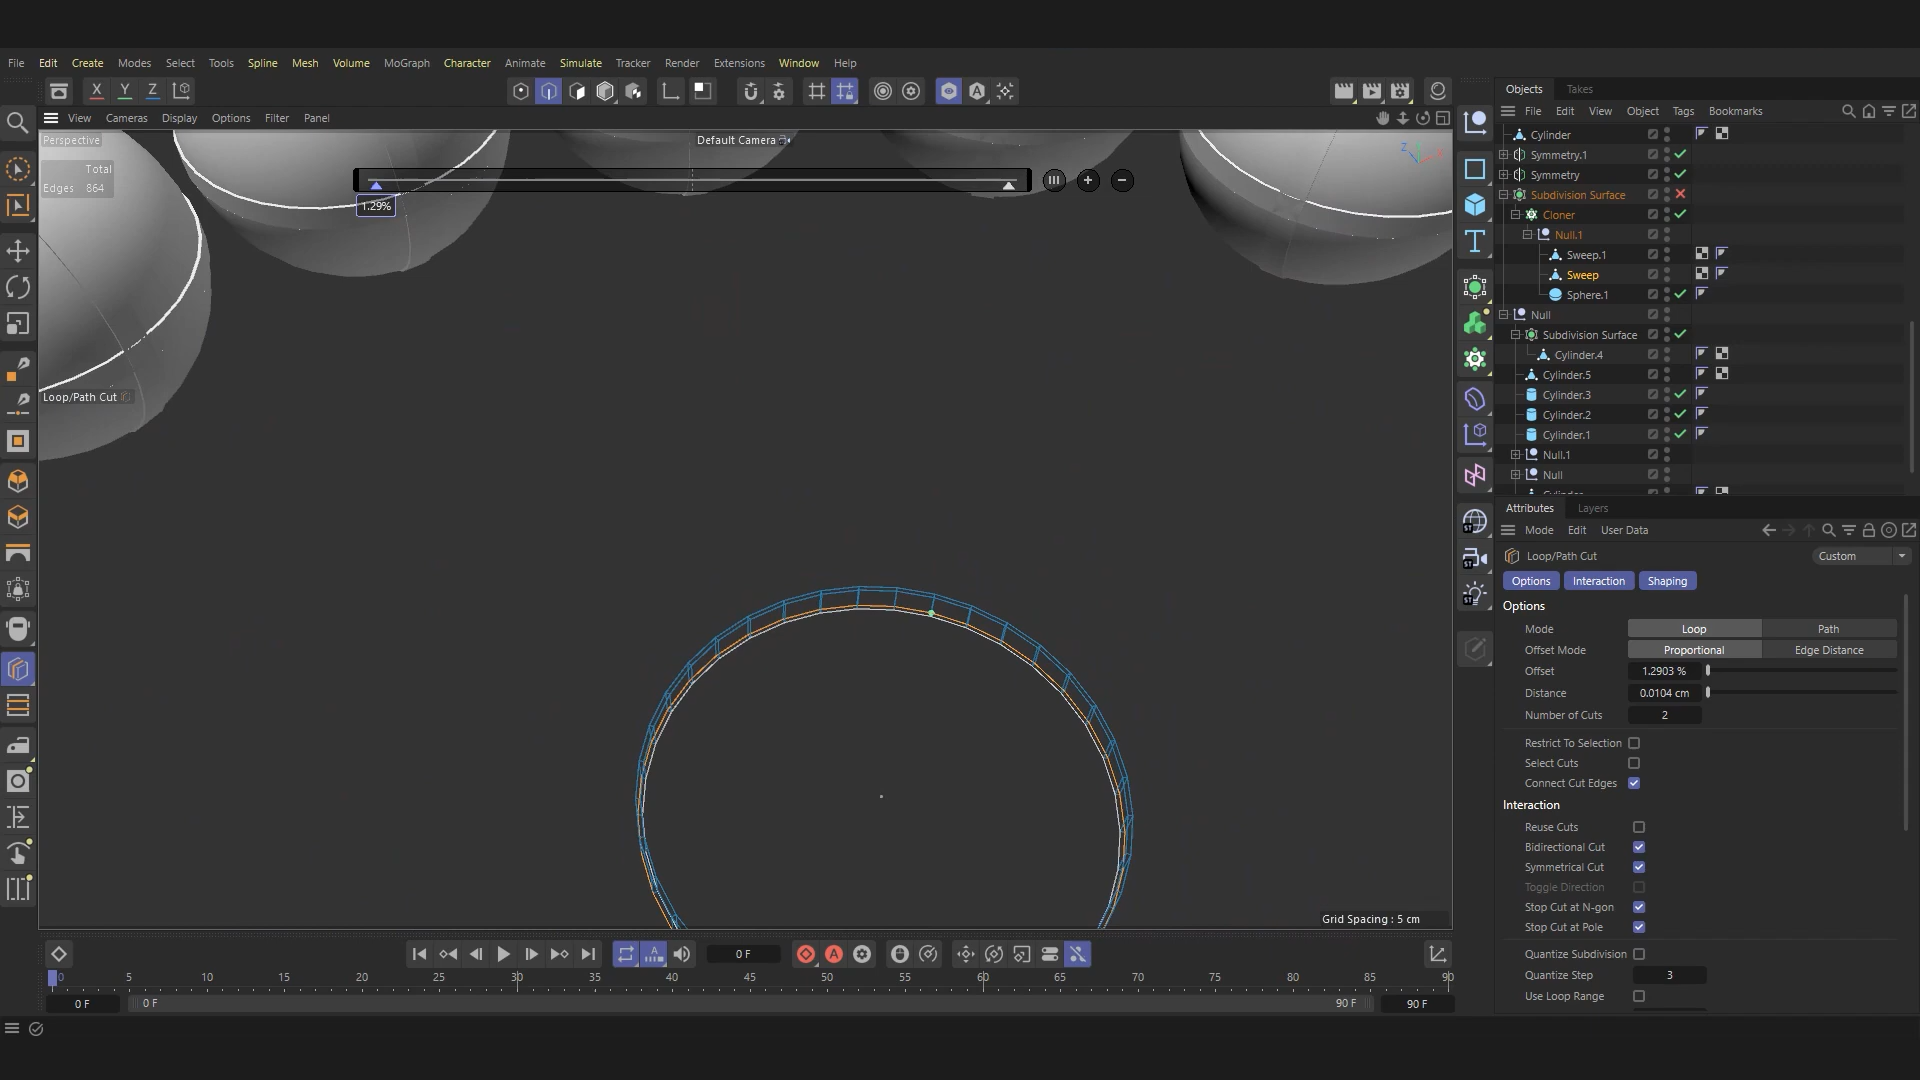 File Edit Create Modes Select Tools Spline Mesh Volume MoGraph Character Animate Simulate Tracker Render Extensions Window Help
X Y Z
View Cameras Display Options Filter Panel
Perspective
Default Camera
Total
Edges 864
1.29%
Loop/Path Cut
Z
Grid Spacing : 5 cm
Objects Takes
File Edit View Object Tags Bookmarks
Cylinder
Symmetry.1
Symmetry
Subdivision Surface
Cloner
Null.1
Sweep.1
Sweep
Sphere.1
Null
Subdivision Surface
Cylinder.4
Cylinder.5
Cylinder.3
Cylinder.2
Cylinder.1
Null.1
Null
Cylinder
Attributes Layers
Mode Edit User Data
Loop/Path Cut Custom
Options Interaction Shaping
Options
Mode Loop Path
Offset Mode Proportional Edge Distance
Offset 1.2903 %
Distance 0.0104 cm
Number of Cuts 2
Restrict To Selection
Select Cuts
Connect Cut Edges
Interaction
Reuse Cuts
Bidirectional Cut
Symmetrical Cut
Toggle Direction
Stop Cut at N-gon
Stop Cut at Pole
Quantize Subdivision
Quantize Step 3
Use Loop Range
0 F
0 5 10 15 20 25 30 35 40 45 50 55 60 65 70 75 80 85 90
0 F 0 F 90 F 90 F